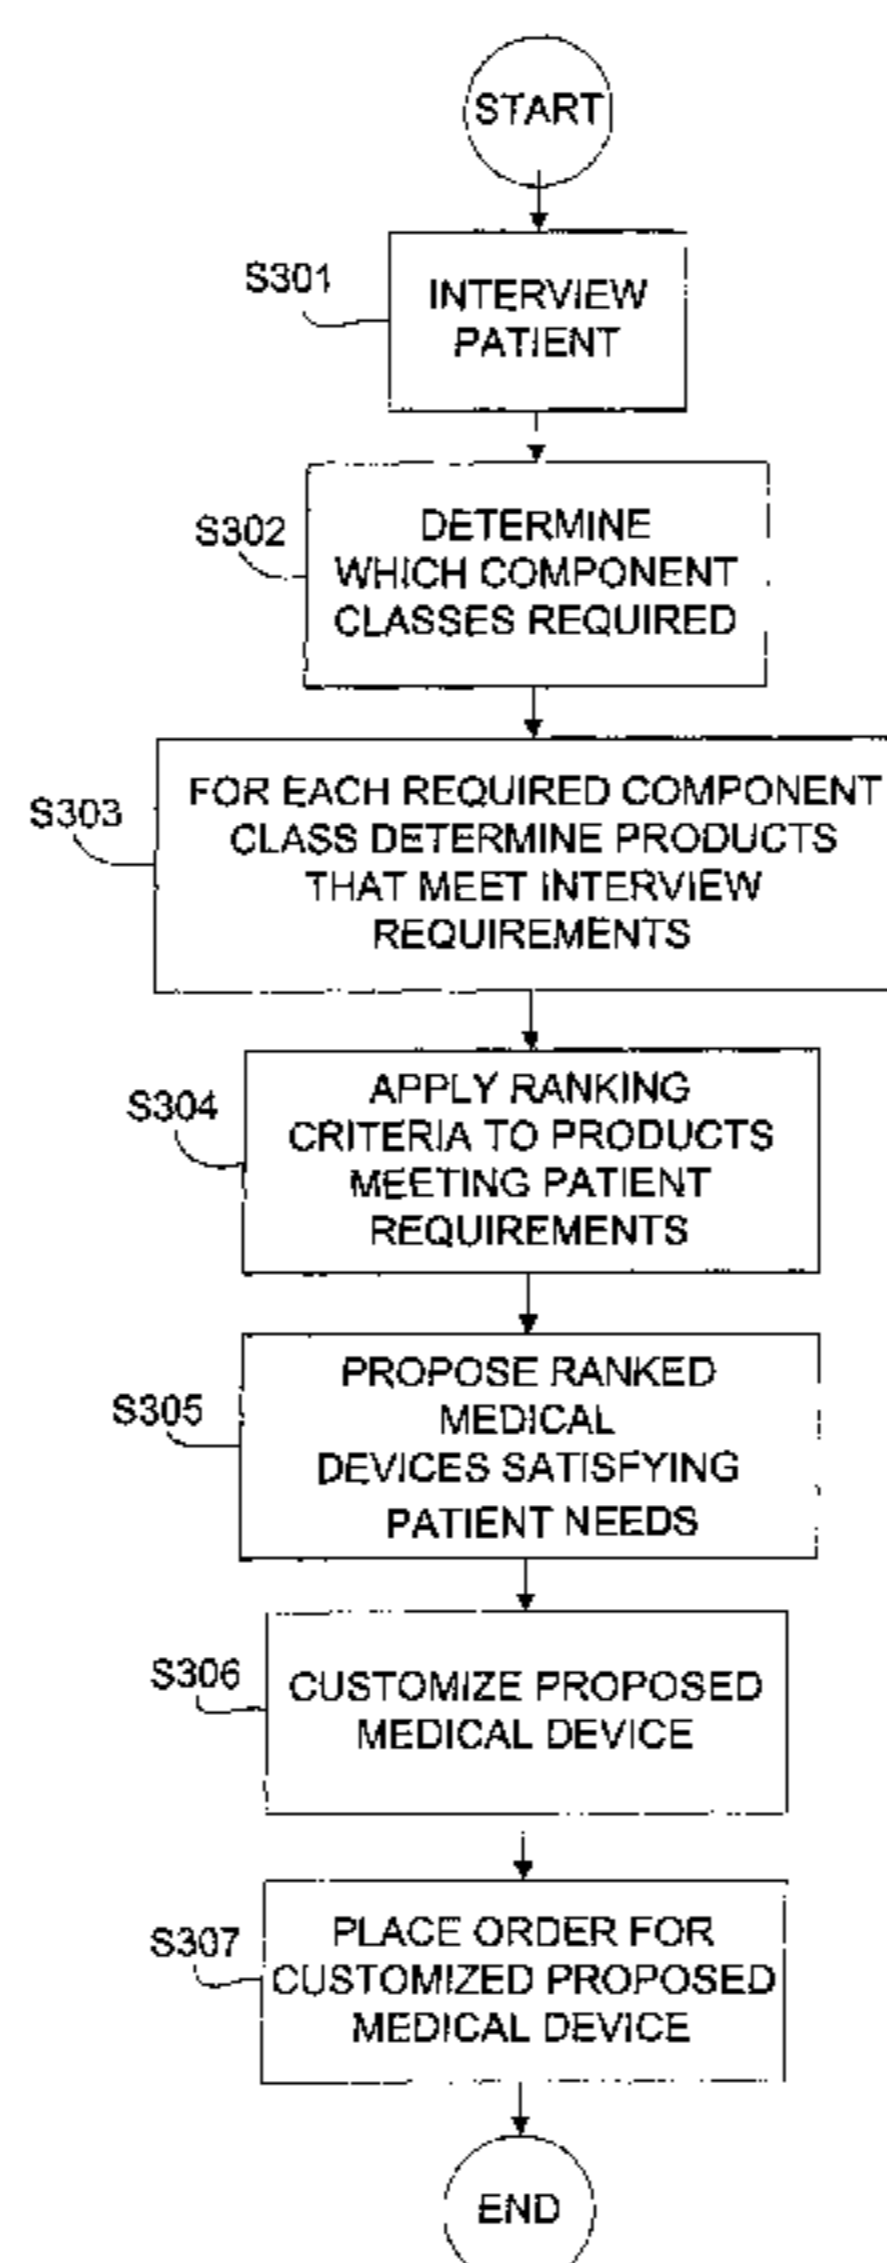 START
S301
INTERVIEW
PATIENT
S302
DETERMINE
WHICH COMPONENT
CLASSES REQUIRED
S303
FOR EACH REQUIRED COMPONENT
CLASS DETERMINE PRODUCTS
THAT MEET INTERVIEW
REQUIREMENTS
S304
APPLY RANKING
CRITERIA TO PRODUCTS
MEETING PATIENT
REQUIREMENTS
S305
PROPOSE RANKED
MEDICAL
DEVICES SATISFYING
PATIENT NEEDS
S306
CUSTOMIZE PROPOSED
MEDICAL DEVICE
S307
PLACE ORDER FOR
CUSTOMIZED PROPOSED
MEDICAL DEVICE
END